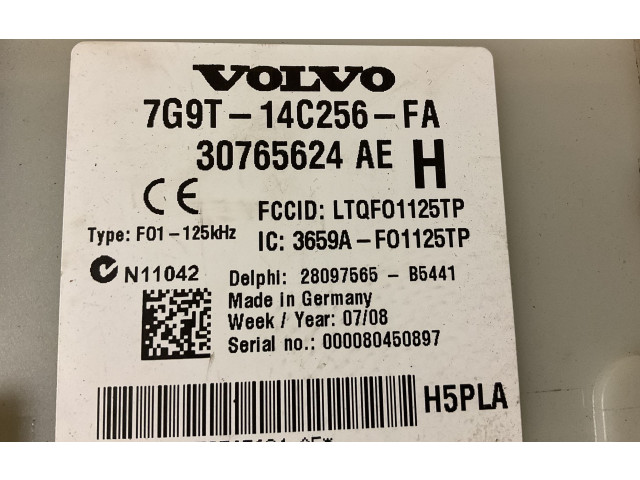 VOLVO
7G9T-14C256-FA
30765624 AE H
CE
FCCID: LTQFO1125TP
Type: F01-125kHz
IC: 3659A-FO1125TP
N11042
Delphi: 28097565 - B5441
Made in Germany
Week / Year: 07/08
Serial no.: 000080450897
H5PLA